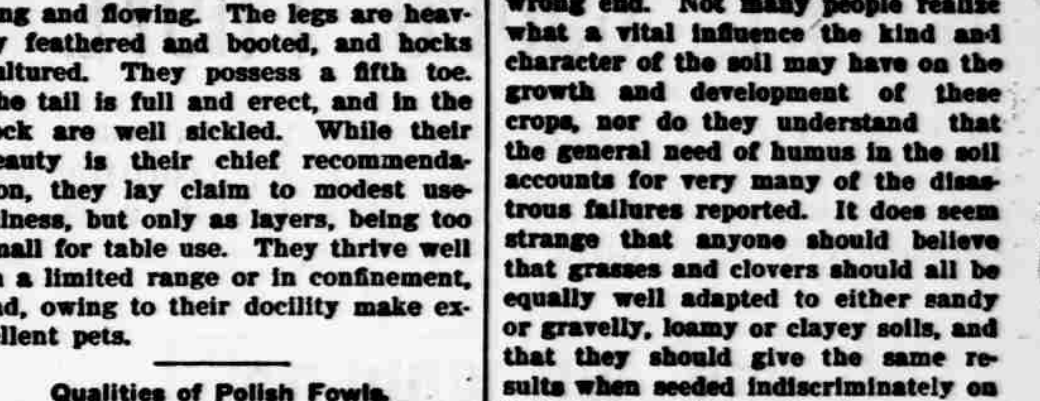 ng and flowing. The legs are heav-
y feathered and booted, and hocks
ultured. They possess a fifth toe.
he tail is full and erect, and in the
ock are well sickled. While their
eauty is their chief recommenda-
on, they lay claim to modest use-
lness, but only as layers, being too
mall for table use. They thrive well
a limited range or in confinement,
nd, owing to their docility make ex-
llent pets.
Qualities of Polish Fowls.
wrong end. Not many people realize
what a vital influence the kind and
character of the soil may have on the
growth and development of these
crops, nor do they understand that
the general need of humus in the soil
accounts for very many of the disas-
trous failures reported. It does seem
strange that anyone should believe
that grasses and clovers should all be
equally well adapted to either sandy
or gravelly, loamy or clayey soils, and
that they should give the same re-
sults when seeded indiscriminately on